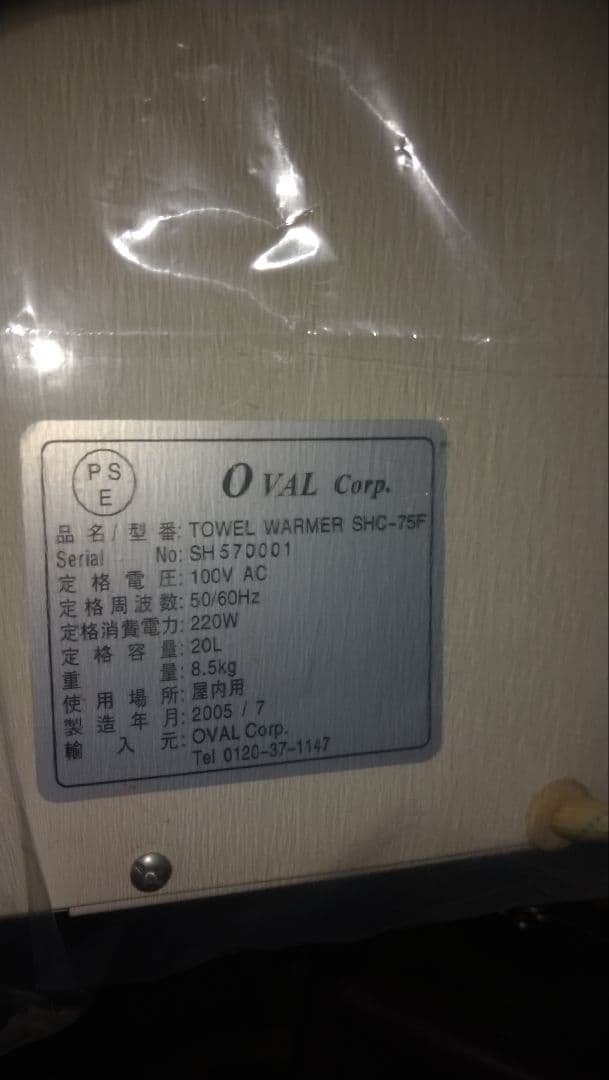 PS
E
OVAL Corp.
品名/型番: TOWEL WARMER SHC-75F
Serial No: SH570001
定格電圧: 100V AC
定格周波数: 50/60Hz
定格消費電力: 220W
定格容量: 20L
重量: 8.5kg
使用場所: 屋内用
製造年月: 2005 / 7
輸入元: OVAL Corp.
Tel 0120-37-1147